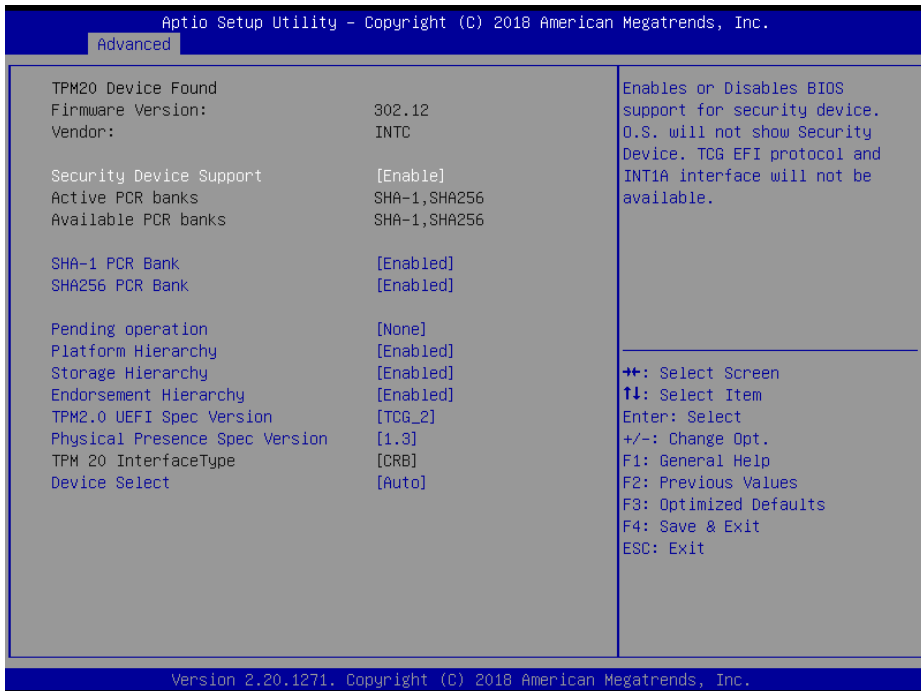 Aptio Setup Utility – Copyright (C) 2018 American Megatrends, Inc.
Advanced
TPM20 Device Found
Firmware Version: 302.12
Vendor: INTC
Security Device Support [Enable]
Active PCR banks SHA-1,SHA256
Available PCR banks SHA-1,SHA256
SHA-1 PCR Bank [Enabled]
SHA256 PCR Bank [Enabled]
Pending operation [None]
Platform Hierarchy [Enabled]
Storage Hierarchy [Enabled]
Endorsement Hierarchy [Enabled]
TPM2.0 UEFI Spec Version [TCG_2]
Physical Presence Spec Version [1.3]
TPM 20 InterfaceType [CRB]
Device Select [Auto]
Enables or Disables BIOS
support for security device.
O.S. will not show Security
Device. TCG EFI protocol and
INT1A interface will not be
available.
→←: Select Screen
↑↓: Select Item
Enter: Select
+/-: Change Opt.
F1: General Help
F2: Previous Values
F3: Optimized Defaults
F4: Save & Exit
ESC: Exit
Version 2.20.1271. Copyright (C) 2018 American Megatrends, Inc.